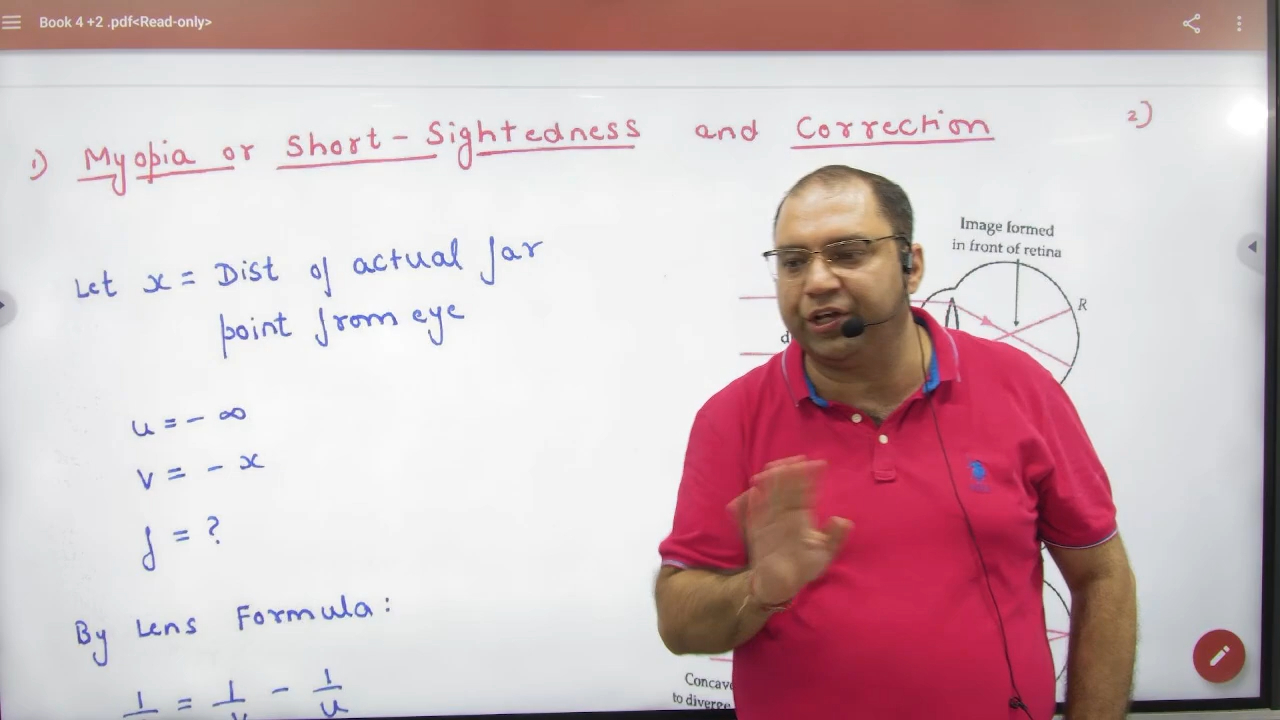 Book 4 +2 .pdf<Read-only>
1) Myopia or Short-Sightedness and Correction
2)
Let x = Dist of actual far
point from eye
u = - ∞
v = - x
f = ?
By Lens Formula:
1 = 1 - 1
u
Image formed
in front of retina
R
d
Concav
to diverge